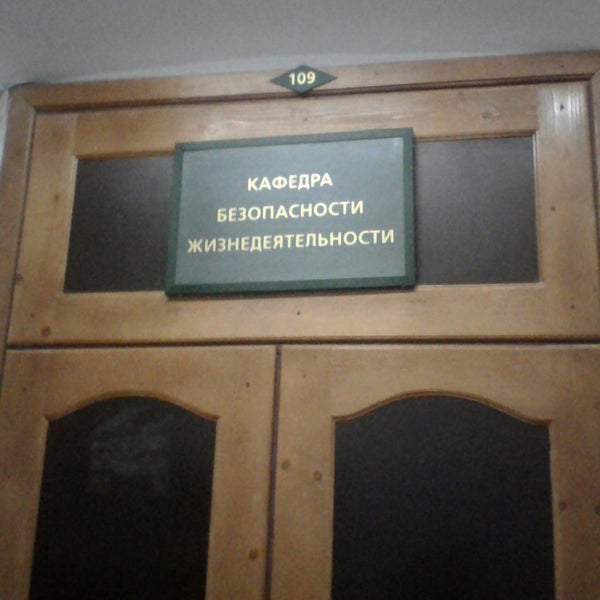 109
КАФЕДРА
БЕЗОПАСНОСТИ
ЖИЗНЕДЕЯТЕЛЬНОСТИ